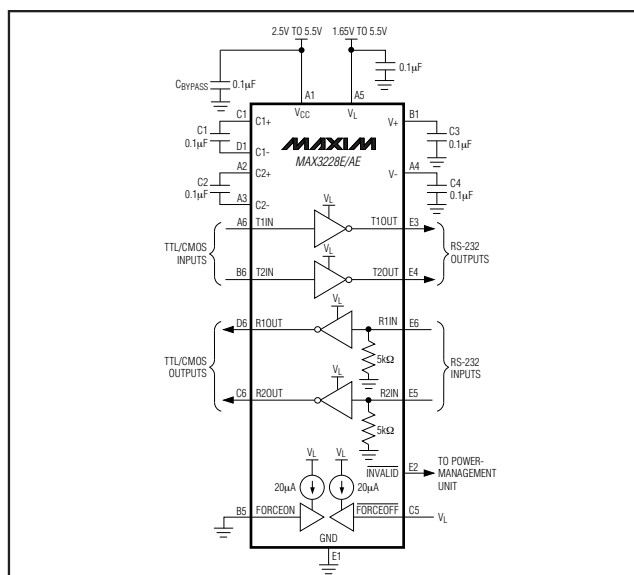 2.5V TO 5.5V
1.65V TO 5.5V
CBYPASS
0.1µF
0.1µF
A1
A5
VCC
VL
C1
C1+
V+
B1
C1
0.1µF
C3
0.1µF
D1
C1-
MAXIM
MAX3228E/AE
A2
C2+
V-
A4
C2
0.1µF
C4
0.1µF
A3
C2-
VL
A6
T1IN
T1OUT
E3
TTL/CMOS
INPUTS
RS-232
OUTPUTS
VL
B6
T2IN
T2OUT
E4
VL
D6
R1OUT
R1IN
E6
5kΩ
TTL/CMOS
OUTPUTS
RS-232
INPUTS
VL
C6
R2OUT
R2IN
E5
5kΩ
VL
VL
INVALID
E2
TO POWER-
MANAGEMENT
UNIT
20µA
20µA
B5
FORCEON
FORCEOFF
C5
VL
GND
E1